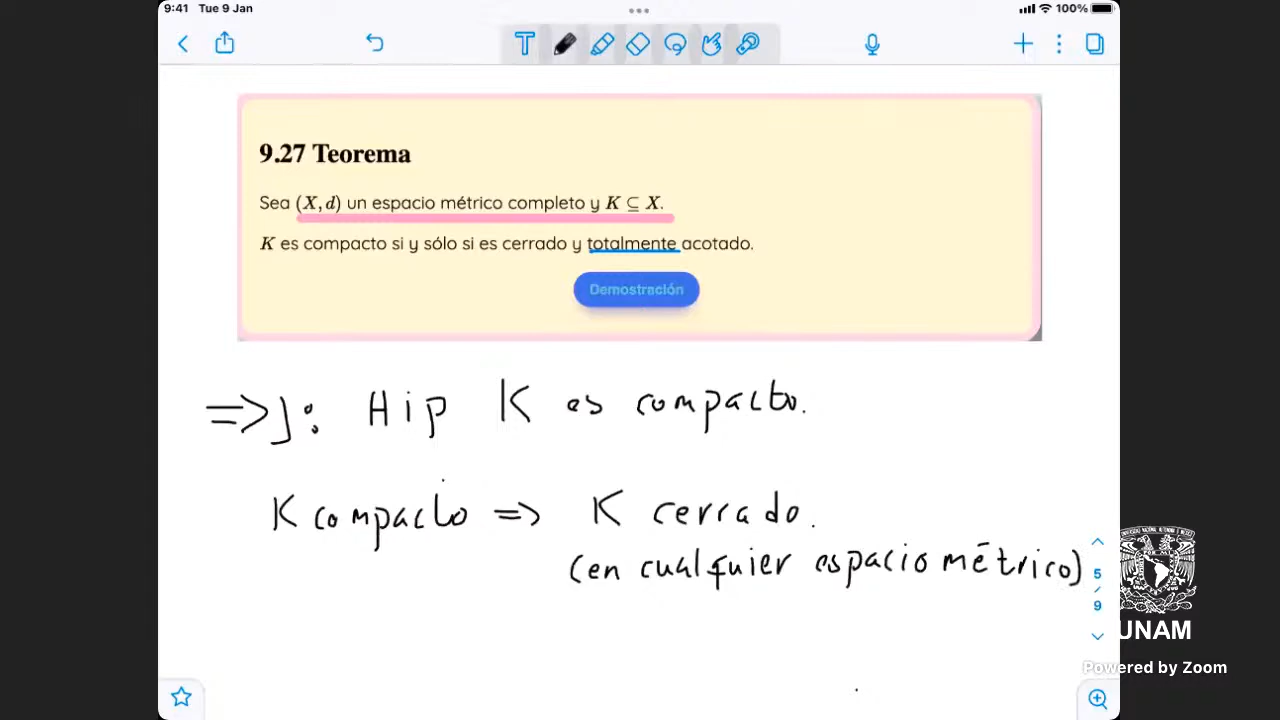 9:41 Tue 9 Jan
100%
9.27 Teorema
Sea (X, d) un espacio métrico completo y K ⊆ X.
K es compacto si y sólo si es cerrado y totalmente acotado.
Demostración
=>]: Hip K es compacto.
K compacto => K cerrado.
(en cualquier espacio métrico)
5
9
UNAM
Powered by Zoom